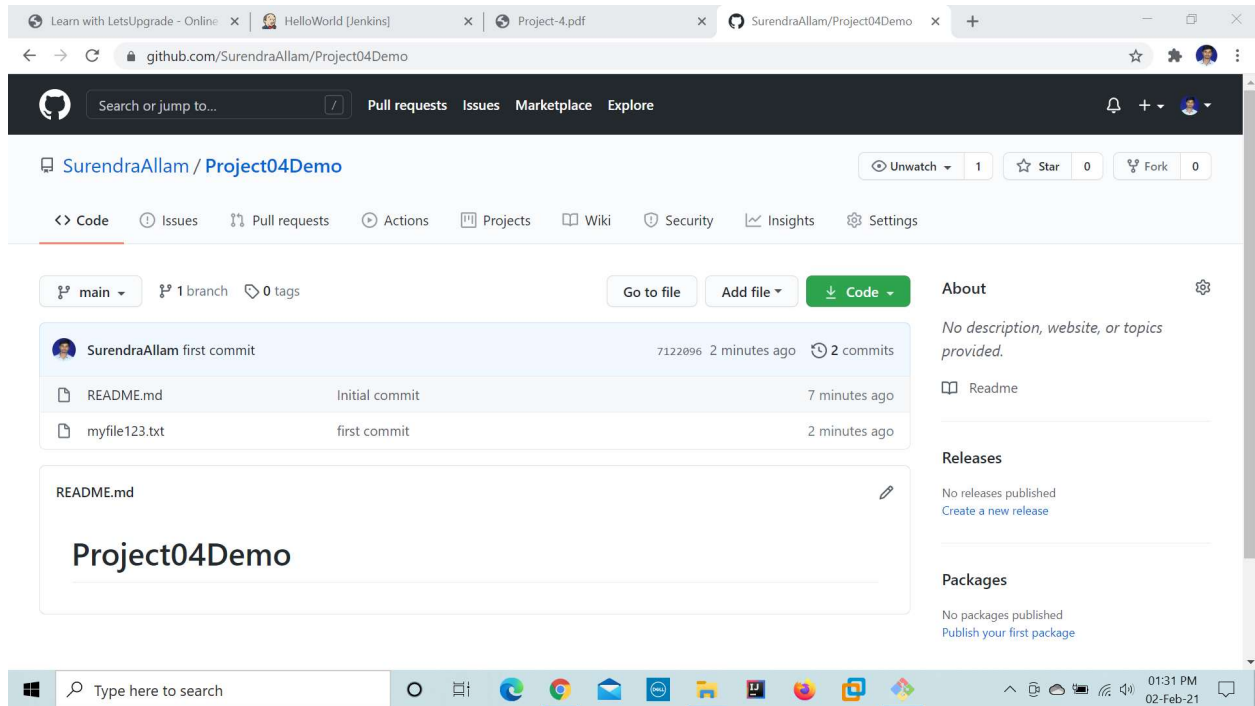 Learn with LetsUpgrade - Online
HelloWorld [Jenkins]
Project-4.pdf
SurendraAllam/Project04Demo
github.com/SurendraAllam/Project04Demo
Search or jump to...
/
Pull requests Issues Marketplace Explore
SurendraAllam / Project04Demo
Unwatch 1 Star 0 Fork 0
<> Code Issues Pull requests Actions Projects Wiki Security Insights Settings
main 1 branch 0 tags Go to file Add file Code
SurendraAllam first commit 7122096 2 minutes ago 2 commits
README.md Initial commit 7 minutes ago
myfile123.txt first commit 2 minutes ago
README.md
Project04Demo
About
No description, website, or topics
provided.
Readme
Releases
No releases published
Create a new release
Packages
No packages published
Publish your first package
Type here to search
DELL
IJ
01:31 PM
02-Feb-21